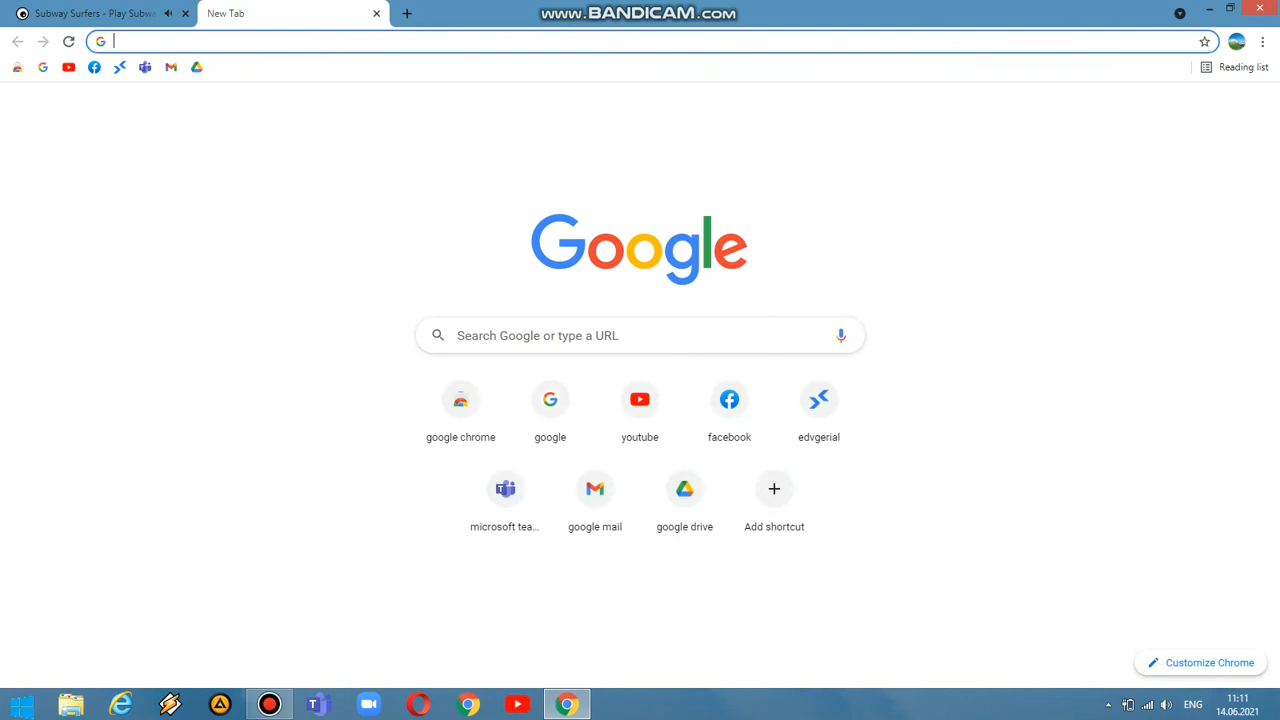 Subway Surfers - Play Subwa
New Tab
www.BANDICAM.com
Reading list
Google
Search Google or type a URL
google chrome
google
youtube
facebook
edvgerial
microsoft tea...
google mail
google drive
Add shortcut
Customize Chrome
ENG
11:11
14.06.2021